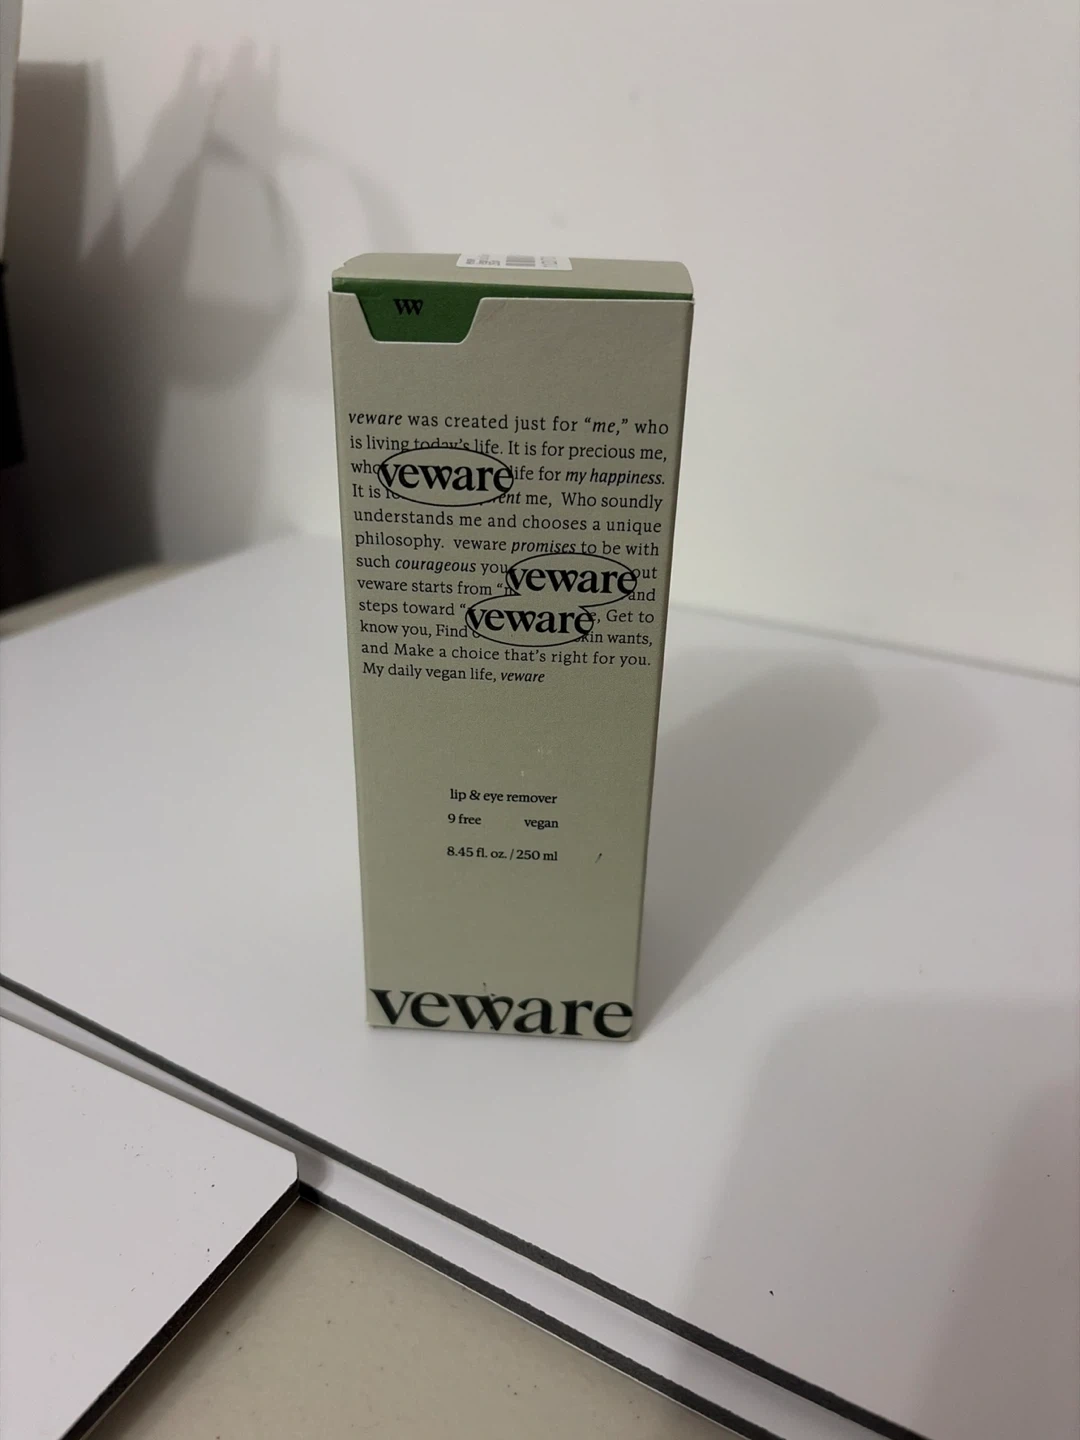 w
veware was created just for “me,” who
is living today’s life. It is for precious me,
who veware life for my happiness.
It is me, Who soundly
understands me and chooses a unique
philosophy. veware promises to be with
such courageous you
veware
veware starts from “ and
steps toward “ veware Get to
know you, Find wants,
and Make a choice that’s right for you.
My daily vegan life, veware
lip & eye remover
9 free vegan
8.45 fl. oz. / 250 ml
veware